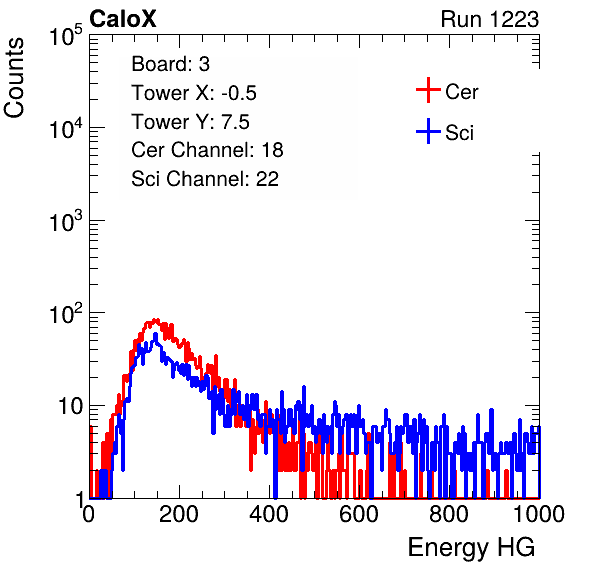 CaloX Run 1223
Counts
10^5
10^4
10^3
10^2
10
1
Board: 3
Tower X: -0.5
Tower Y: 7.5
Cer Channel: 18
Sci Channel: 22
Cer
Sci
0 200 400 600 800 1000
Energy HG